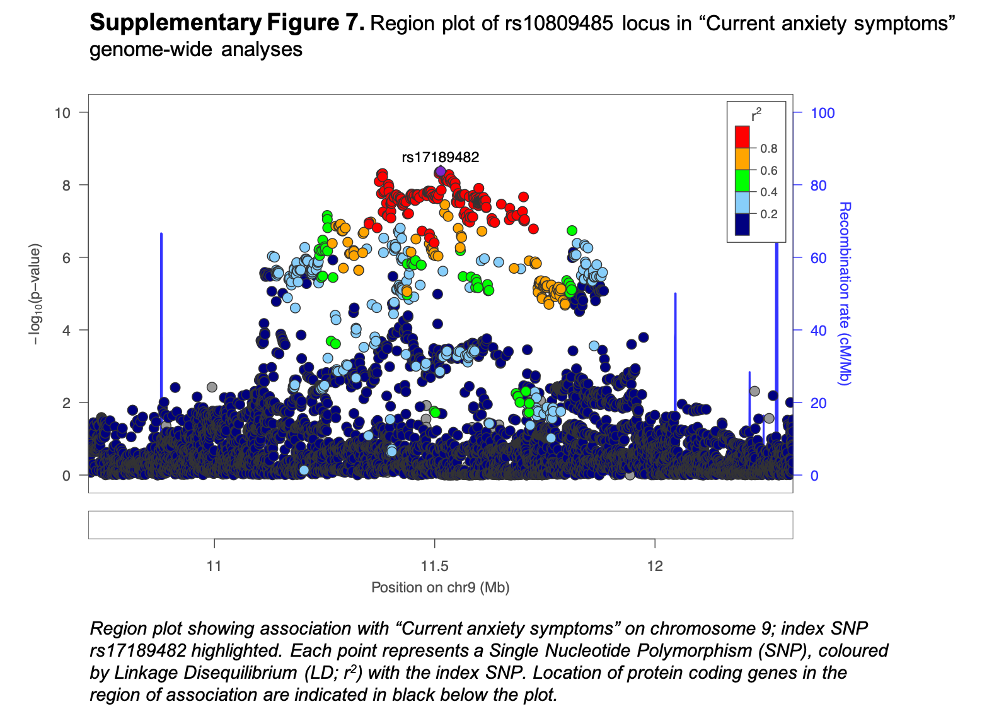 Supplementary Figure 7. Region plot of rs10809485 locus in “Current anxiety symptoms”
genome-wide analyses
10
8
6
4
2
0
−log10(p−value)
rs17189482
r2
0.8
0.6
0.4
0.2
100
80
60
40
20
0
Recombination rate (cM/Mb)
11
11.5
12
Position on chr9 (Mb)
Region plot showing association with “Current anxiety symptoms” on chromosome 9; index SNP
rs17189482 highlighted. Each point represents a Single Nucleotide Polymorphism (SNP), coloured
by Linkage Disequilibrium (LD; r2) with the index SNP. Location of protein coding genes in the
region of association are indicated in black below the plot.